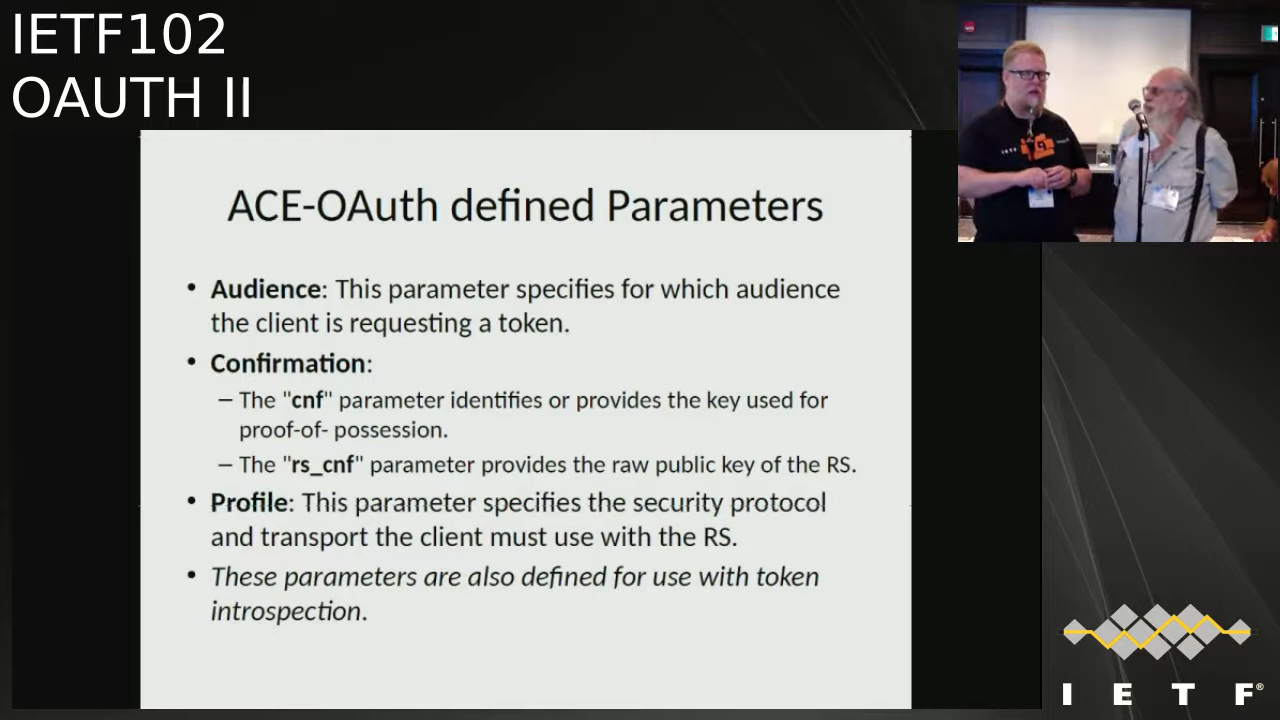 IETF102
OAUTH II
ACE-OAuth defined Parameters
• Audience: This parameter specifies for which audience
the client is requesting a token.
• Confirmation:
– The "cnf" parameter identifies or provides the key used for
proof-of- possession.
– The "rs_cnf" parameter provides the raw public key of the RS.
• Profile: This parameter specifies the security protocol
and transport the client must use with the RS.
• These parameters are also defined for use with token
introspection.
I E T F®